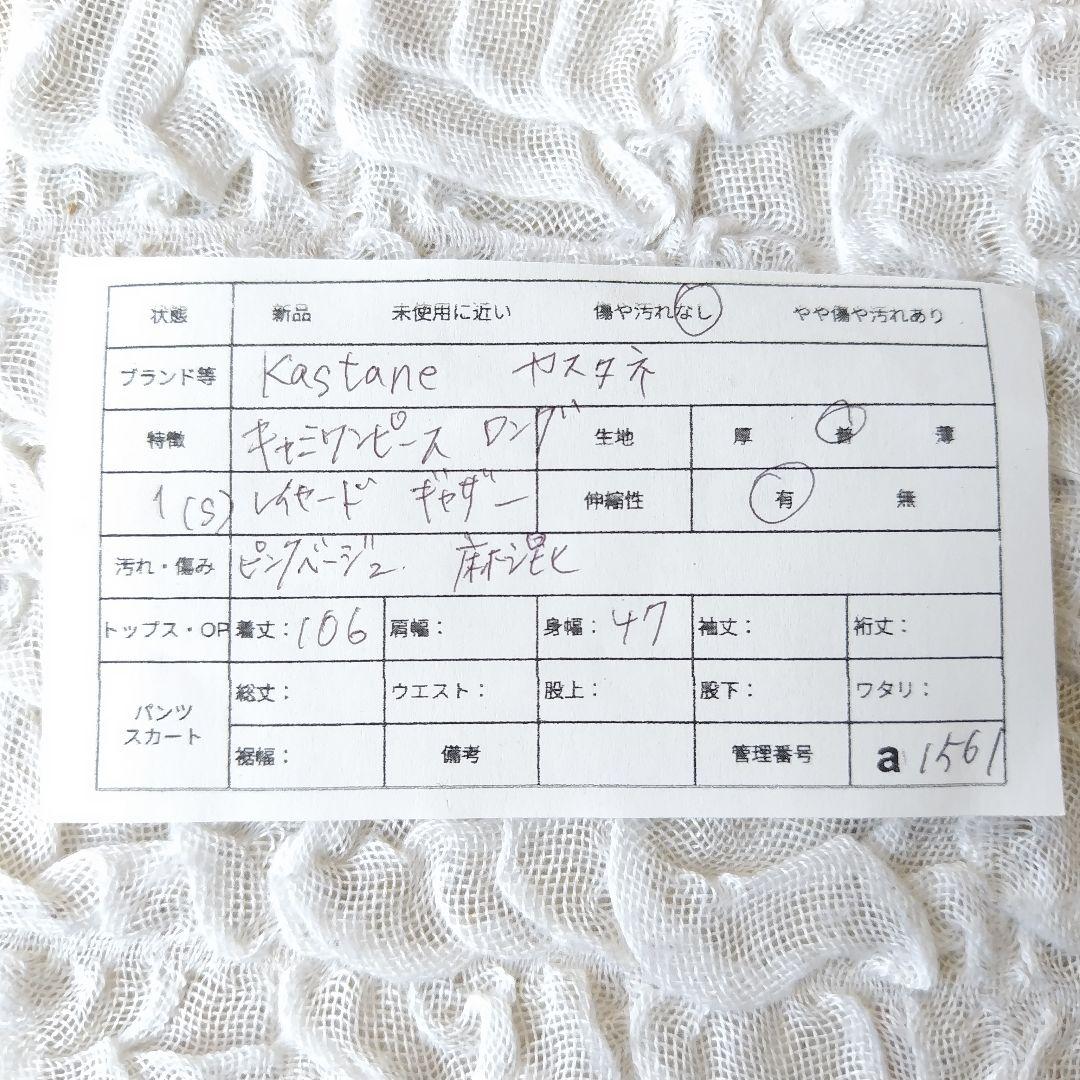 状態 新品 未使用に近い 傷や汚れなし やや傷や汚れあり
ブランド等 Kastane カスタネ
特徴 キャミワンピース ロング 生地 厚 普 薄
1(S) レイヤード ギャザー 伸縮性 有 無
汚れ・傷み ピンクベージュ. 麻混ヒ
トップス・OP 着丈:106 肩幅: 身幅:47 袖丈: 裄丈:
パンツ スカート 総丈: ウエスト: 股上: 股下: ワタリ:
裾幅: 備考 管理番号 a 1561